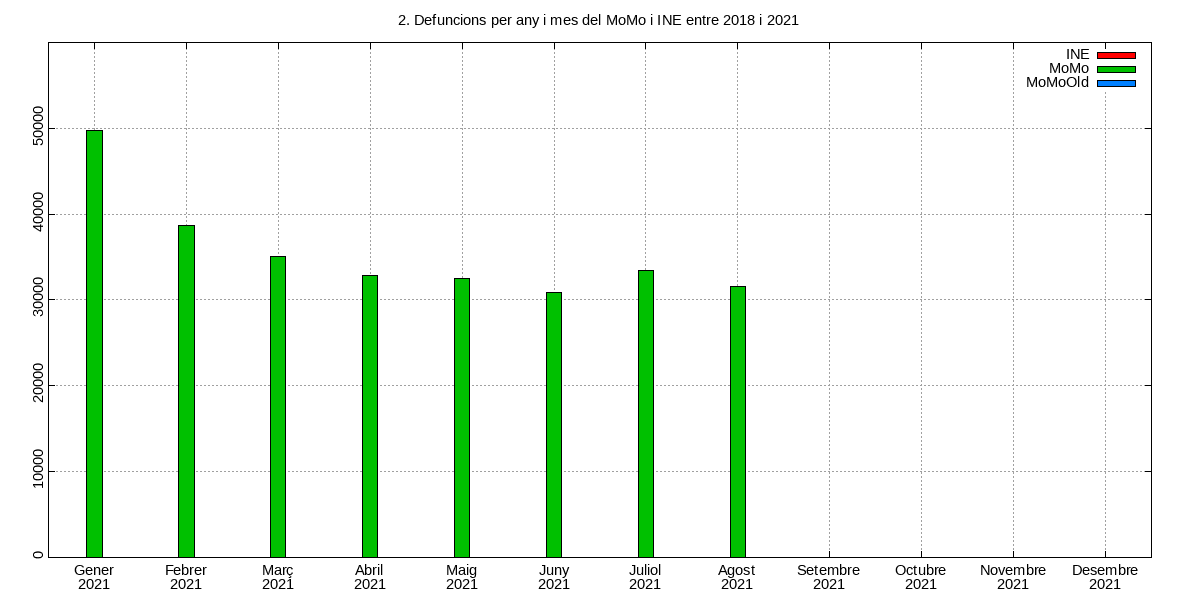 2. Defuncions per any i mes del MoMo i INE entre 2018 i 2021
INE
MoMo
MoMoOld
50000
40000
30000
20000
10000
0
Gener Febrer Març Abril Maig Juny Juliol Agost Setembre Octubre Novembre Desembre
2021 2021 2021 2021 2021 2021 2021 2021 2021 2021 2021 2021